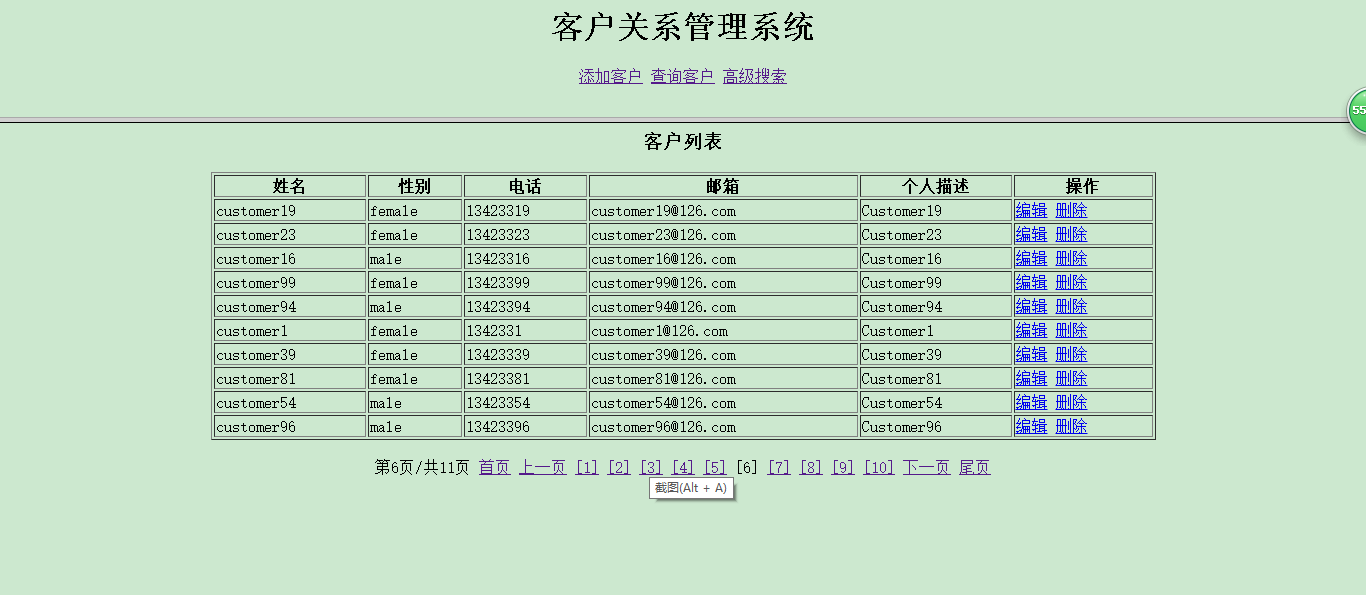 客户关系管理系统
添加客户 查询客户 高级搜索
55
客户列表
姓名 性别 电话 邮箱 个人描述 操作
customer19 female 13423319 customer19@126.com Customer19 编辑 删除
customer23 female 13423323 customer23@126.com Customer23 编辑 删除
customer16 male 13423316 customer16@126.com Customer16 编辑 删除
customer99 female 13423399 customer99@126.com Customer99 编辑 删除
customer94 male 13423394 customer94@126.com Customer94 编辑 删除
customer1 female 1342331 customer1@126.com Customer1 编辑 删除
customer39 female 13423339 customer39@126.com Customer39 编辑 删除
customer81 female 13423381 customer81@126.com Customer81 编辑 删除
customer54 male 13423354 customer54@126.com Customer54 编辑 删除
customer96 male 13423396 customer96@126.com Customer96 编辑 删除
第6页/共11页 首页 上一页 [1] [2] [3] [4] [5] [6] [7] [8] [9] [10] 下一页 尾页
截图(Alt + A)